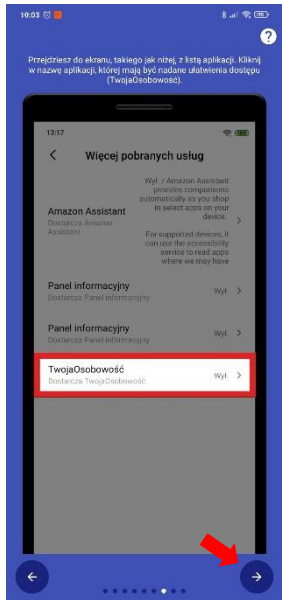 10:03
?
Przejdziesz do ekranu, takiego jak niżej, z listą aplikacji. Kliknij
w nazwę aplikacji, której mają być nadane ułatwienia dostępu
(TwojaOsobowość).
13:17
Więcej pobranych usług
Amazon Assistant
Dostarcza Amazon
Assistant
Wył. / Amazon Assistant
provides comparisons
automatically as you shop
in select apps on your
device.
For supported devices, it
can use the accessibility
service to read apps
where we may have
Panel informacyjny
Dostarcza Panel informacyjny
Wył.
Panel informacyjny
Dostarcza Panel informacyjny
Wył.
TwojaOsobowość
Dostarcza TwojaOsobowość
Wył.